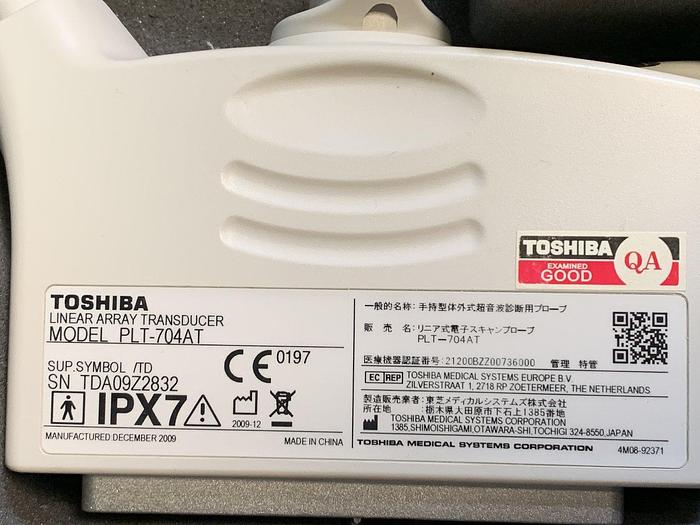 TOSHIBA
EXAMINED
GOOD
QA
TOSHIBA
LINEAR ARRAY TRANSDUCER
MODEL PLT-704AT
SUP.SYMBOL /TD
SN TDA09Z2832
0197
IPX7
2009-12
MANUFACTURED:DECEMBER 2009
MADE IN CHINA
一般的名称:手持型体外式超音波診断用プローブ
販 売 名:リニア式電子スキャンプローブ
PLT-704AT
医療機器認証番号:21200BZZ00736000 管理 特管
EC REP TOSHIBA MEDICAL SYSTEMS EUROPE B.V.
ZILVERSTRAAT 1, 2718 RP ZOETERMEER, THE NETHERLANDS
製造販売業者:東芝メディカルシステムズ株式会社
所在地 :栃木県大田原市下石上1385番地
TOSHIBA MEDICAL SYSTEMS CORPORATION
1385,SHIMOISHIGAMI,OTAWARA-SHI,TOCHIGI 324-8550,JAPAN
TOSHIBA MEDICAL SYSTEMS CORPORATION
4M08-92371